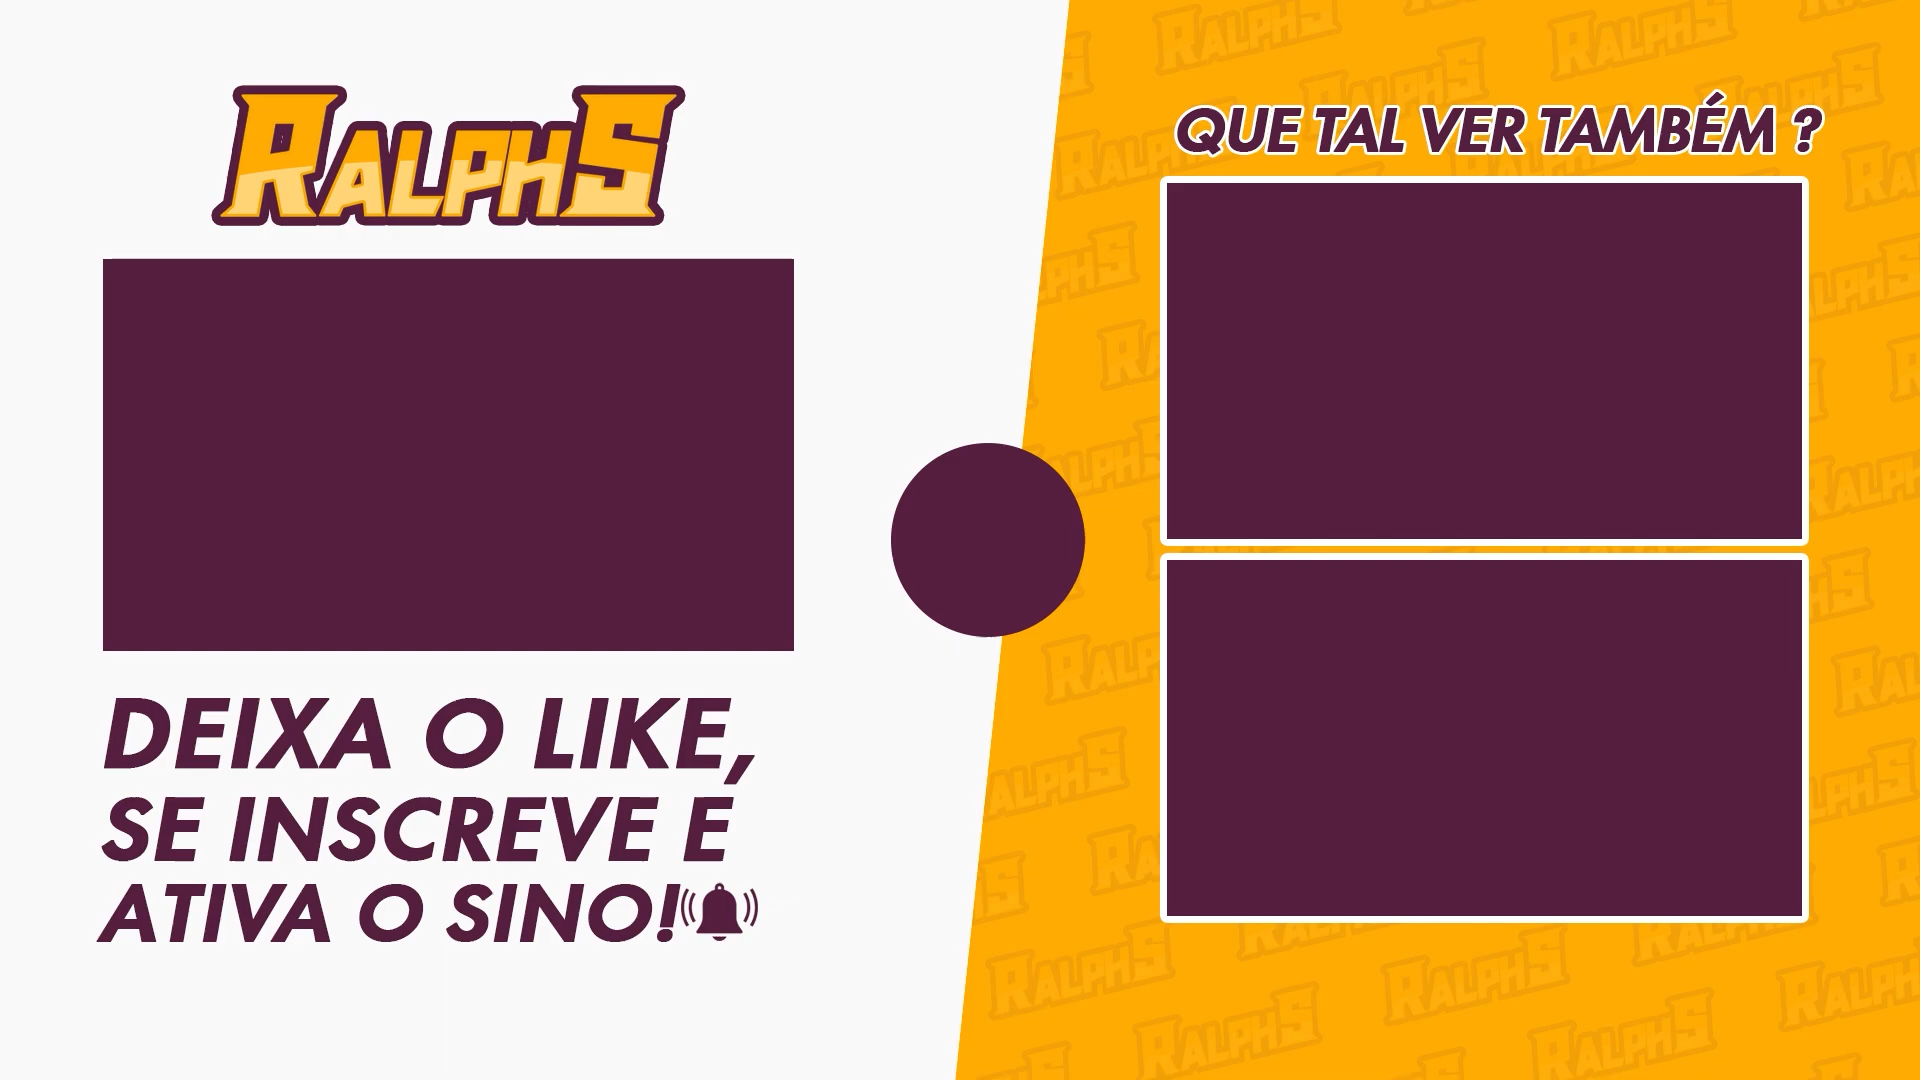 RALPHS
DEIXA O LIKE,
SE INSCREVE E
ATIVA O SINO!
QUE TAL VER TAMBÉM ?